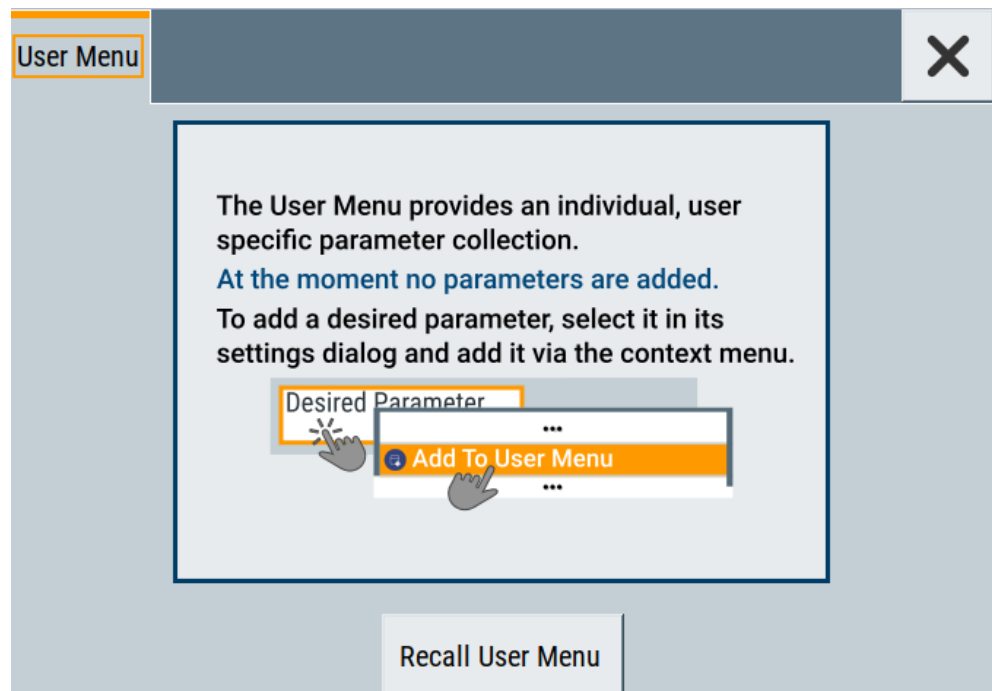 User Menu
The User Menu provides an individual, user
specific parameter collection.
At the moment no parameters are added.
To add a desired parameter, select it in its
settings dialog and add it via the context menu.
Desired Parameter
...
Add To User Menu
...
Recall User Menu